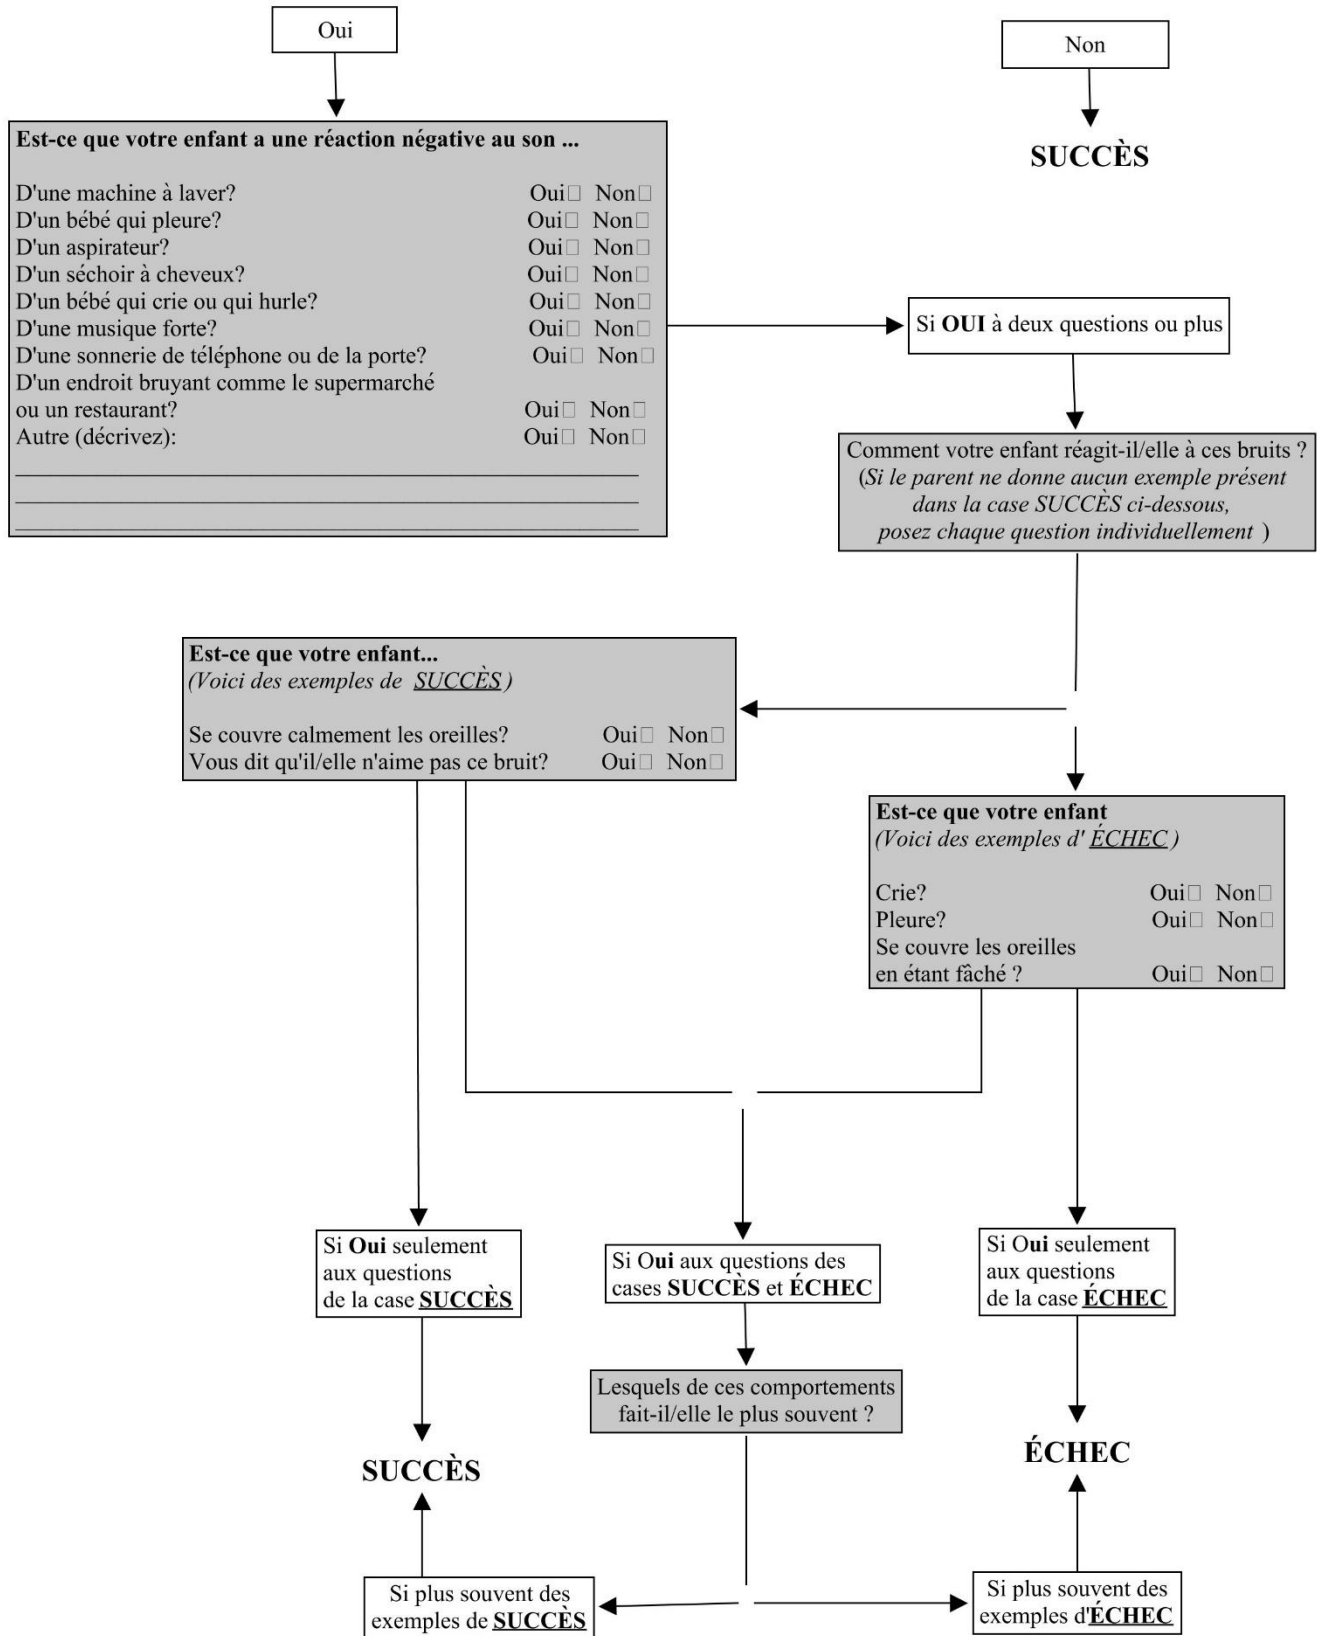 Oui
Non
SUCCÈS
Est-ce que votre enfant a une réaction négative au son ...
D'une machine à laver? Oui□ Non□
D'un bébé qui pleure? Oui□ Non□
D'un aspirateur? Oui□ Non□
D'un séchoir à cheveux? Oui□ Non□
D'un bébé qui crie ou qui hurle? Oui□ Non□
D'une musique forte? Oui□ Non□
D'une sonnerie de téléphone ou de la porte? Oui□ Non□
D'un endroit bruyant comme le supermarché
ou un restaurant? Oui□ Non□
Autre (décrivez): Oui□ Non□
Si OUI à deux questions ou plus
Comment votre enfant réagit-il/elle à ces bruits ?
(Si le parent ne donne aucun exemple présent
dans la case SUCCÈS ci-dessous,
posez chaque question individuellement )
Est-ce que votre enfant...
(Voici des exemples de SUCCÈS)
Se couvre calmement les oreilles? Oui□ Non□
Vous dit qu'il/elle n'aime pas ce bruit? Oui□ Non□
Est-ce que votre enfant
(Voici des exemples d' ÉCHEC)
Crie? Oui□ Non□
Pleure? Oui□ Non□
Se couvre les oreilles
en étant fâché ? Oui□ Non□
Si Oui seulement
aux questions
de la case SUCCÈS
Si Oui aux questions des
cases SUCCÈS et ÉCHEC
Si Oui seulement
aux questions
de la case ÉCHEC
Lesquels de ces comportements
fait-il/elle le plus souvent ?
SUCCÈS
ÉCHEC
Si plus souvent des
exemples de SUCCÈS
Si plus souvent des
exemples d'ÉCHEC